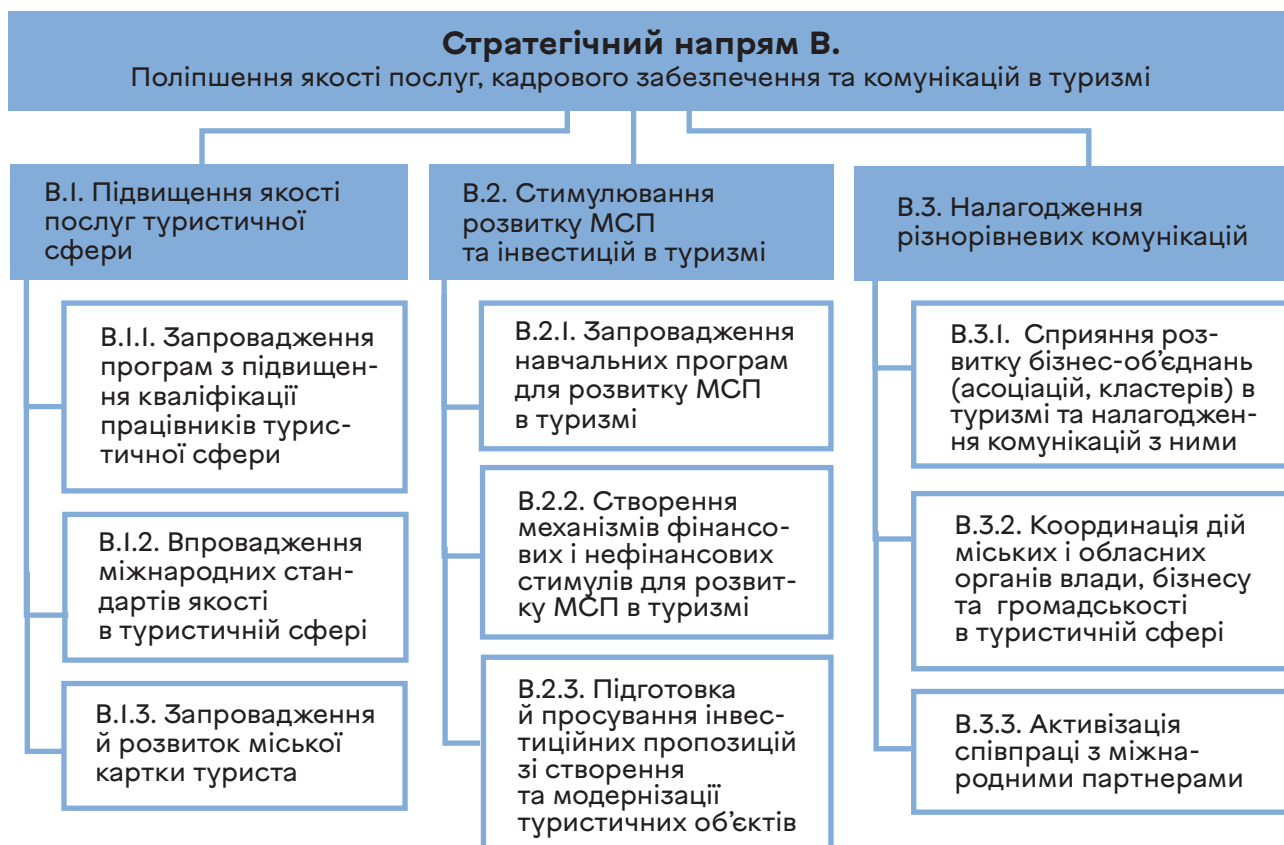 Стратегічний напрям В.
Поліпшення якості послуг, кадрового забезпечення та комунікацій в туризмі
В.1. Підвищення якості
послуг туристичної
сфери
В.1.1. Запровадження
програм з підвищен-
ня кваліфікації
працівників турис-
тичної сфери
В.1.2. Впровадження
міжнародних стан-
дартів якості
в туристичній сфері
В.1.3. Запровадження
й розвиток міської
картки туриста
В.2. Стимулювання
розвитку МСП
та інвестицій в туризмі
В.2.1. Запровадження
навчальних програм
для розвитку МСП
в туризмі
В.2.2. Створення
механізмів фінансо-
вих і нефінансових
стимулів для розвит-
ку МСП в туризмі
В.2.3. Підготовка
й просування інвес-
тиційних пропозицій
зі створення
та модернізації
туристичних об’єктів
В.3. Налагодження
різнорівневих комунікацій
В.3.1. Сприяння роз-
витку бізнес-об’єднань
(асоціацій, кластерів) в
туризмі та налагоджен-
ня комунікацій з ними
В.3.2. Координація дій
міських і обласних
органів влади, бізнесу
та громадськості
в туристичній сфері
В.3.3. Активізація
співпраці з міжна-
родними партнерами